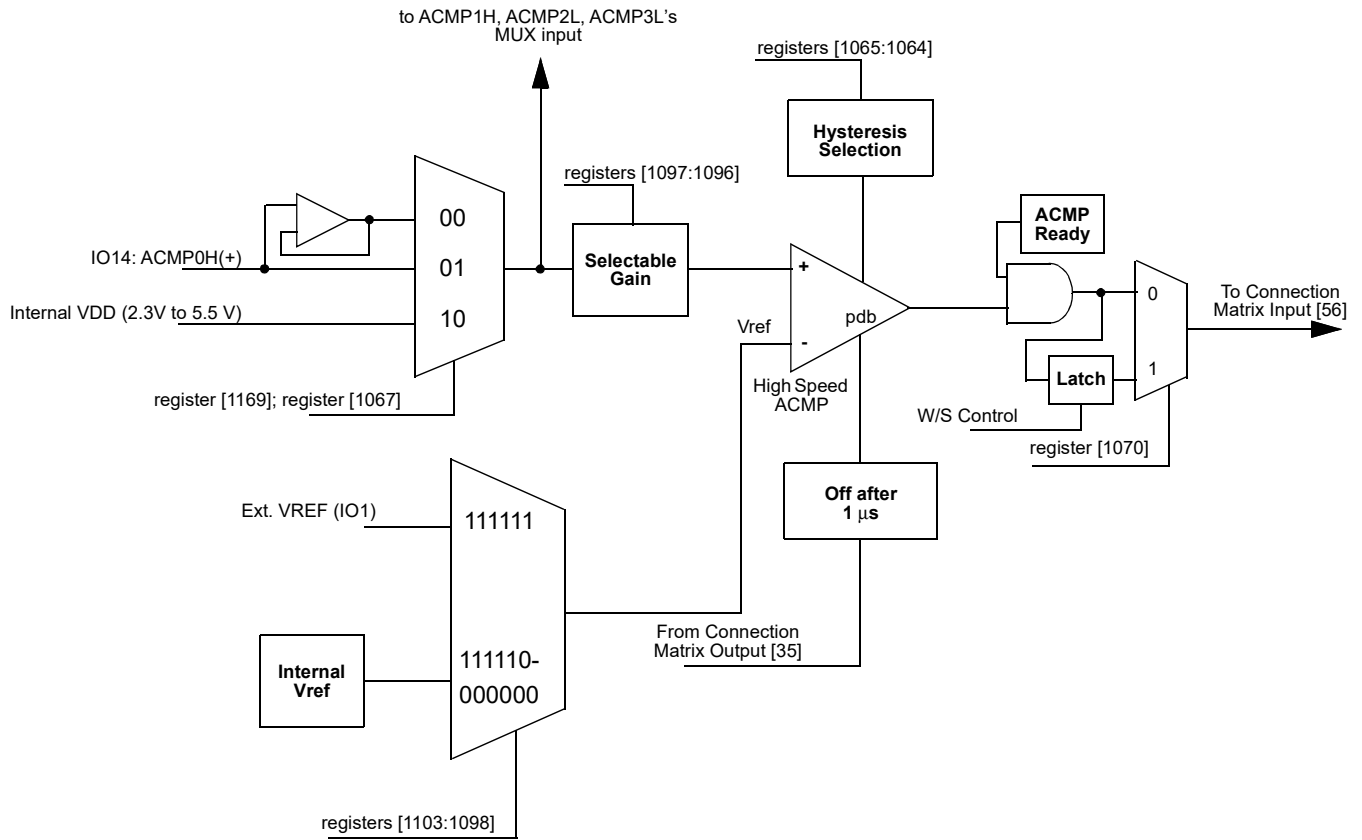 to ACMP1H, ACMP2L, ACMP3L's
MUX input
registers [1065:1064]
Hysteresis
Selection
registers [1097:1096]
ACMP
Ready
00
01
10
IO14: ACMP0H(+)
Internal VDD (2.3V to 5.5 V)
Selectable
Gain
+
-
pdb
Vref
High Speed
ACMP
0
1
To Connection
Matrix Input [56]
Latch
W/S Control
register [1070]
register [1169]; register [1067]
Off after
1 μs
Ext. VREF (IO1)
111111
From Connection
Matrix Output [35]
Internal
Vref
111110-
000000
registers [1103:1098]